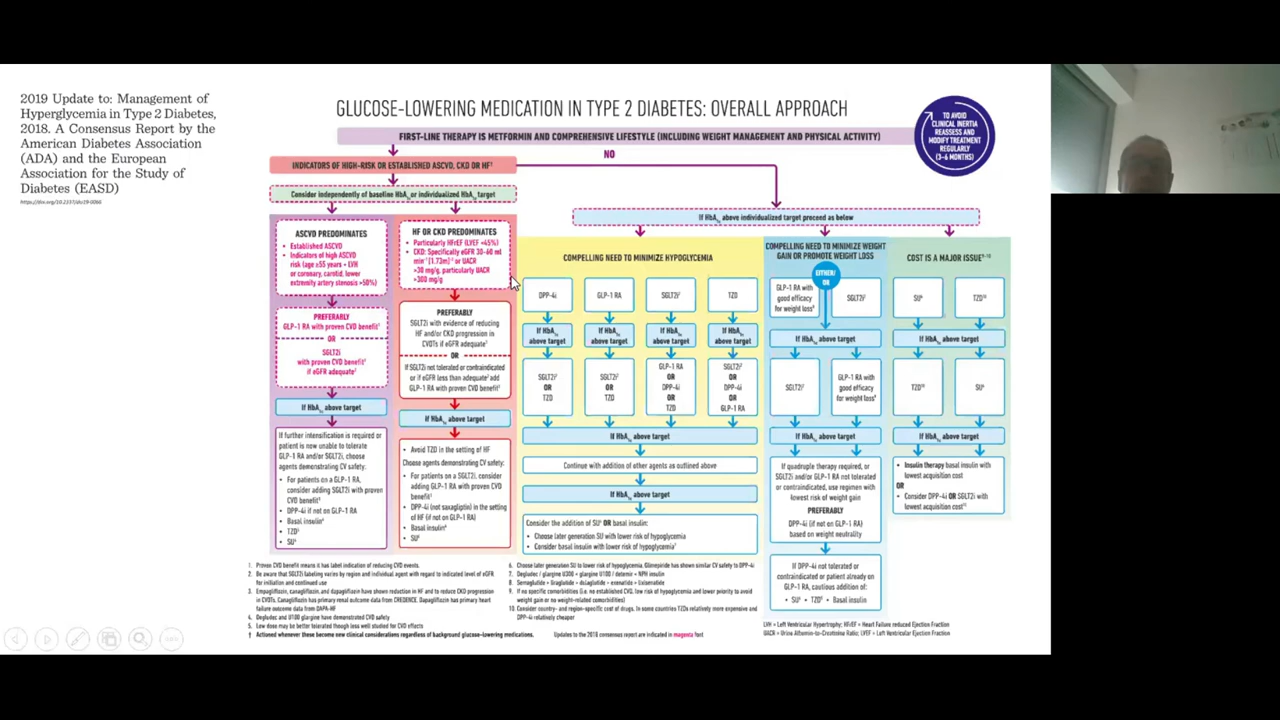 2019 Update to: Management of
Hyperglycemia in Type 2 Diabetes,
2018. A Consensus Report by the
American Diabetes Association
(ADA) and the European
Association for the Study of
Diabetes (EASD)
GLUCOSE-LOWERING MEDICATION IN TYPE 2 DIABETES: OVERALL APPROACH
TO AVOID
CLINICAL INERTIA
REASSESS AND
MODIFY TREATMENT
REGULARLY
(3-6 MONTHS)
FIRST-LINE THERAPY IS METFORMIN AND COMPREHENSIVE LIFESTYLE (INCLUDING WEIGHT MANAGEMENT AND PHYSICAL ACTIVITY)
INDICATORS OF HIGH-RISK OR ESTABLISHED ASCVD, CKD OR HF†
NO
Consider independently of baseline HbA1c or individualized HbA1c target
If HbA1c above individualized target proceed as below
ASCVD PREDOMINATES
• Established ASCVD
• Indicators of high ASCVD
risk (age ≥55 years + LVH
or coronary, carotid, lower
extremity artery stenosis >50%)
PREFERABLY
GLP-1 RA with proven CVD benefit1
OR
SGLT2i
with proven CVD benefit1
if eGFR adequate2
If HbA1c above target
If further intensification is required or
patient is now unable to tolerate
GLP-1 RA and/or SGLT2i, choose
agents demonstrating CV safety:
• For patients on a GLP-1 RA,
consider adding SGLT2i with proven
CVD benefit1
• DPP-4i if not on GLP-1 RA
• Basal insulin4
• TZD5
• SU6
HF OR CKD PREDOMINATES
• Particularly HFrEF (LVEF <45%)
• CKD: Specifically eGFR 30-60 ml
min-1 [1.73m]-2 or UACR
>30 mg/g, particularly UACR
>300 mg/g
PREFERABLY
SGLT2i with evidence of reducing
HF and/or CKD progression in
CVOTs if eGFR adequate3
OR
If SGLT2i not tolerated or contraindicated
or if eGFR less than adequate2 add
GLP-1 RA with proven CVD benefit1
If HbA1c above target
• Avoid TZD in the setting of HF
Choose agents demonstrating CV safety:
• For patients on a SGLT2i, consider
adding GLP-1 RA with proven CVD
benefit1
• DPP-4i (not saxagliptin) in the setting
of HF (if not on GLP-1 RA)
• Basal insulin4
• SU6
COMPELLING NEED TO MINIMIZE HYPOGLYCEMIA
DPP-4i
GLP-1 RA
SGLT2i2
TZD
If HbA1c
above target
If HbA1c
above target
If HbA1c
above target
If HbA1c
above target
SGLT2i2
OR
TZD
SGLT2i2
OR
TZD
GLP-1 RA
OR
DPP-4i
OR
TZD
SGLT2i2
OR
DPP-4i
OR
GLP-1 RA
If HbA1c above target
Continue with addition of other agents as outlined above
If HbA1c above target
Consider the addition of SU6 OR basal insulin:
• Choose later generation SU with lower risk of hypoglycemia
• Consider basal insulin with lower risk of hypoglycemia7
COMPELLING NEED TO MINIMIZE WEIGHT
GAIN OR PROMOTE WEIGHT LOSS
EITHER/
OR
GLP-1 RA with
good efficacy
for weight loss8
SGLT2i2
If HbA1c above target
SGLT2i2
GLP-1 RA with
good efficacy
for weight loss8
If HbA1c above target
If quadruple therapy required, or
SGLT2i and/or GLP-1 RA not tolerated
or contraindicated, use regimen with
lowest risk of weight gain
PREFERABLY
DPP-4i (if not on GLP-1 RA)
based on weight neutrality
If DPP-4i not tolerated or
contraindicated or patient already on
GLP-1 RA, cautious addition of:
• SU6 • TZD5 • Basal insulin
COST IS A MAJOR ISSUE9-10
SU6
TZD10
If HbA1c above target
TZD10
SU6
If HbA1c above target
• Insulin therapy basal insulin with
lowest acquisition cost
OR
• Consider DPP-4i OR SGLT2i with
lowest acquisition cost10
1. Proven CVD benefit means it has label indication of reducing CVD events.
2. Be aware that SGLT2i labeling varies by region and individual agent with regard to indicated level of eGFR
for initiation and continued use
3. Empagliflozin, canagliflozin, and dapagliflozin have shown reduction in HF and to reduce CKD progression
in CVOTs. Canagliflozin has primary renal outcome data from CREDENCE. Dapagliflozin has primary heart
failure outcome data from DAPA-HF
4. Degludec and U100 glargine have demonstrated CVD safety
5. Low dose may be better tolerated though less well studied for CVD effects
† Actioned whenever these become new clinical considerations regardless of background glucose-lowering medications.
6. Choose later generation SU to lower risk of hypoglycemia. Glimepiride has shown similar CV safety to DPP-4i
7. Degludec / glargine U300 < glargine U100 / detemir < NPH insulin
8. Semaglutide > liraglutide > dulaglutide > exenatide > lixisenatide
9. If no specific comorbidities (i.e. no established CVD, low risk of hypoglycemia and lower priority to avoid
weight gain or no weight-related comorbidities)
10. Consider country- and region-specific cost of drugs. In some countries TZDs relatively more expensive and
DPP-4i relatively cheaper
Updates to the 2018 consensus report are indicated in magenta font
LVH = Left Ventricular Hypertrophy; HFrEF = Heart Failure reduced Ejection Fraction
UACR = Urine Albumin-to-Creatinine Ratio; LVEF = Left Ventricular Ejection Fraction